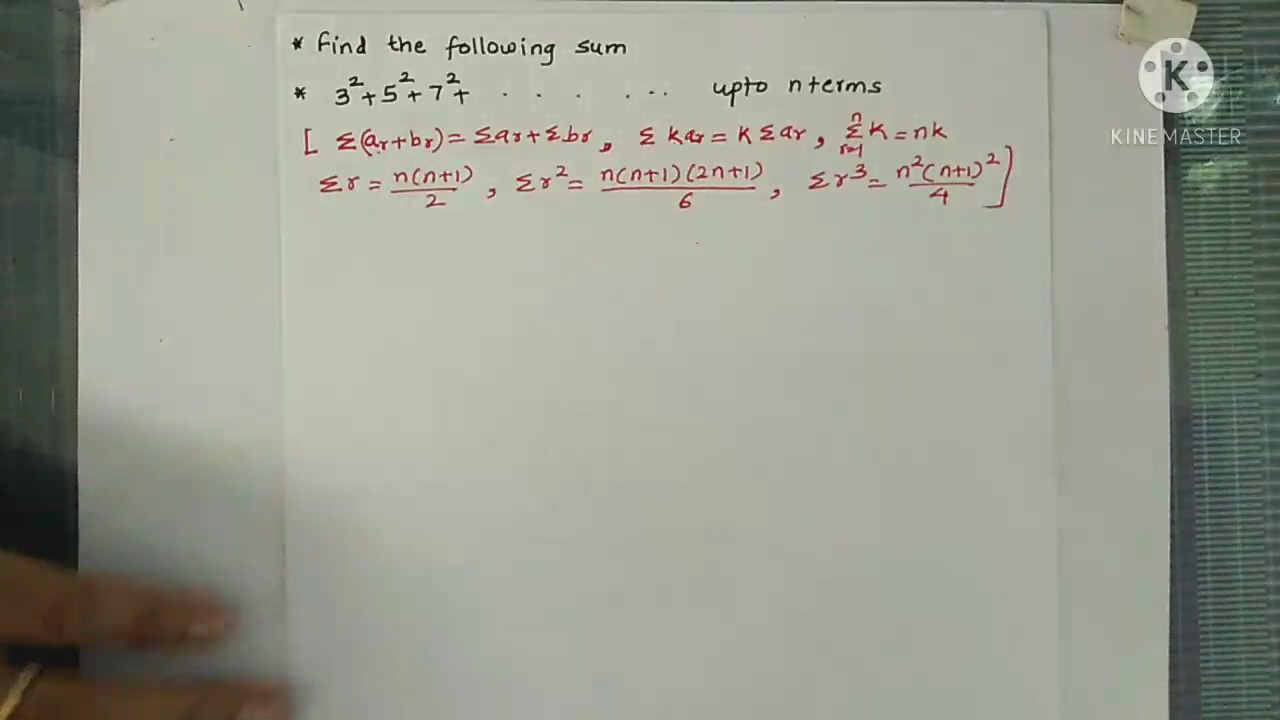 * Find the following sum
* 3²+5²+7²+ . . . . ... upto n terms
[ Σ(ar+br) = Σar + Σbr, Σ kar = k Σar, nΣr=1 k = nk
Σr = n(n+1)/2, Σr² = n(n+1)(2n+1)/6, Σr³ = n²(n+1)²/4 ]
K
KINEMASTER